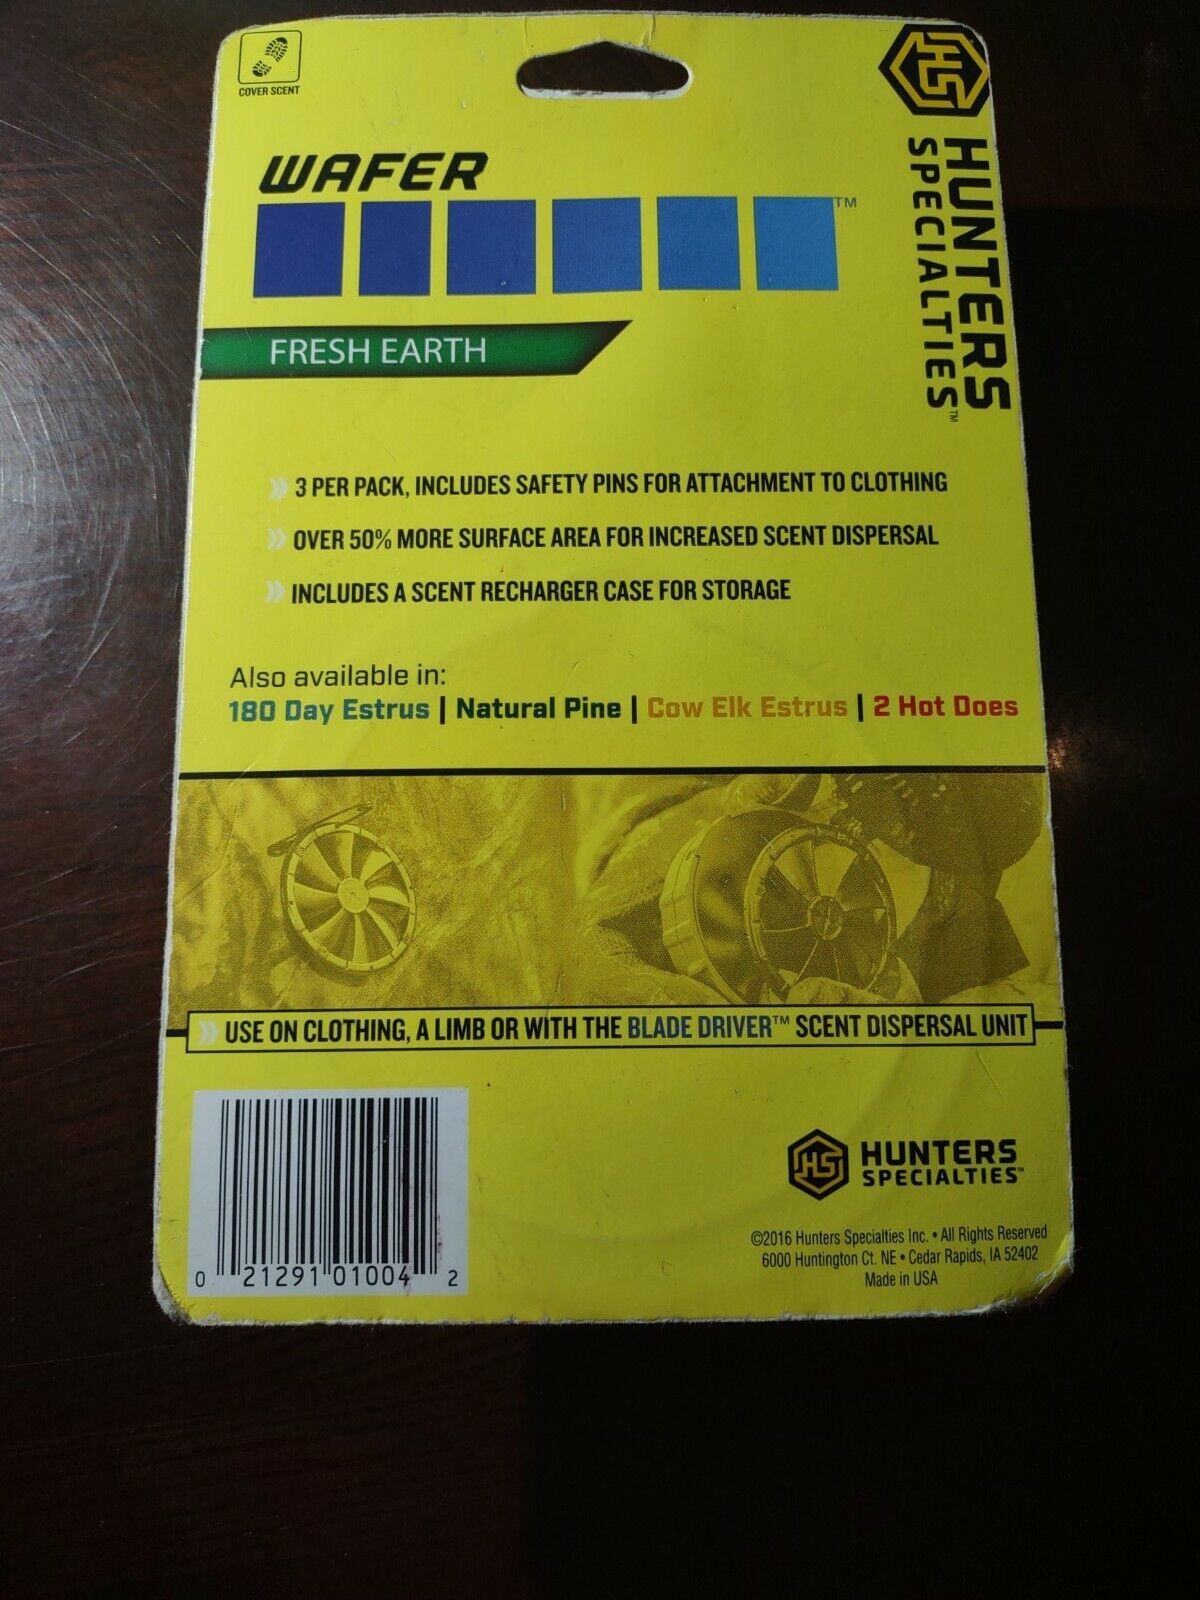 COVER SCENT
HS
HUNTERS
SPECIALTIES™
WAFER
™
FRESH EARTH
3 PER PACK, INCLUDES SAFETY PINS FOR ATTACHMENT TO CLOTHING
OVER 50% MORE SURFACE AREA FOR INCREASED SCENT DISPERSAL
INCLUDES A SCENT RECHARGER CASE FOR STORAGE
Also available in:
180 Day Estrus | Natural Pine | Cow Elk Estrus | 2 Hot Does
USE ON CLOTHING, A LIMB OR WITH THE BLADE DRIVER™ SCENT DISPERSAL UNIT
0 21291 01004 2
HS
HUNTERS
SPECIALTIES™
©2016 Hunters Specialties Inc. • All Rights Reserved
6000 Huntington Ct. NE • Cedar Rapids, IA 52402
Made in USA